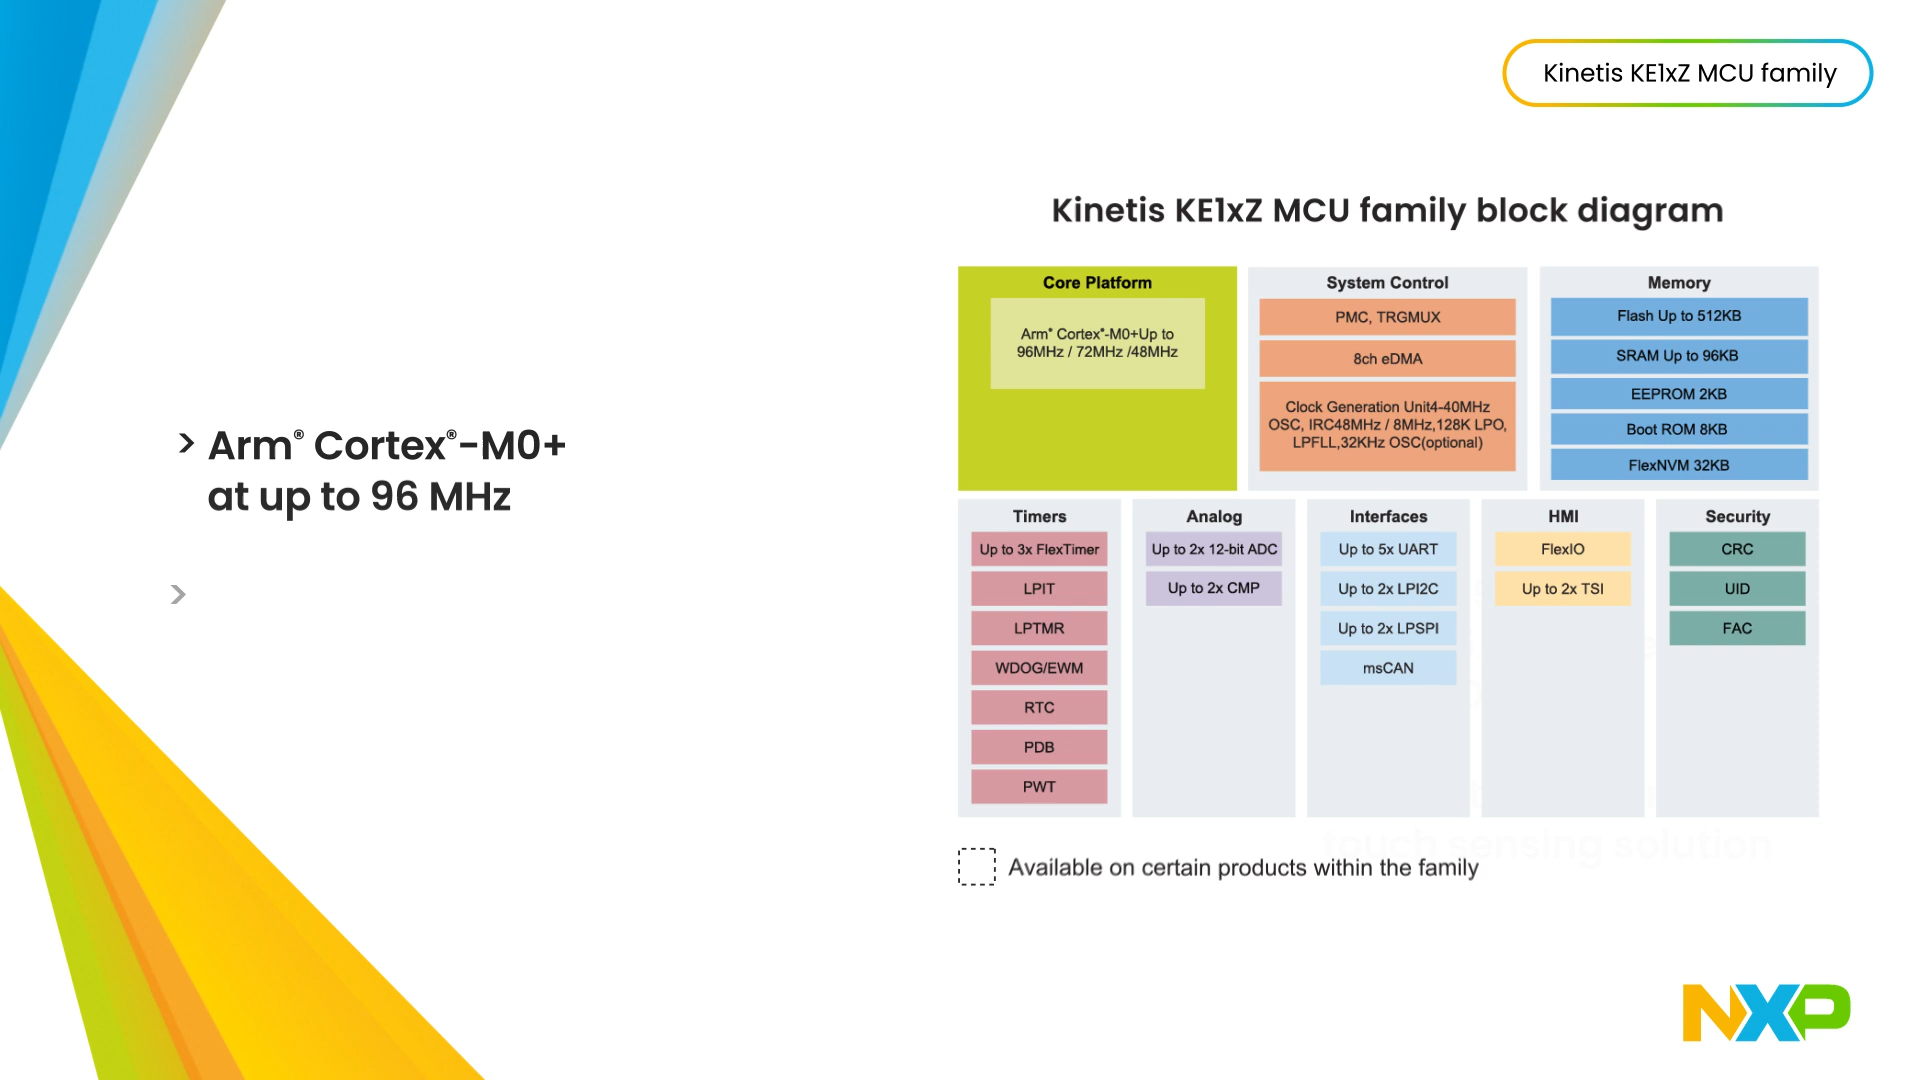 Kinetis KE1xZ MCU family
> Arm® Cortex®-M0+
at up to 96 MHz
>
Kinetis KE1xZ MCU family block diagram
Core Platform
Arm® Cortex®-M0+Up to
96MHz / 72MHz /48MHz
System Control
PMC, TRGMUX
8ch eDMA
Clock Generation Unit4-40MHz
OSC, IRC48MHz / 8MHz,128K LPO,
LPFLL,32KHz OSC(optional)
Memory
Flash Up to 512KB
SRAM Up to 96KB
EEPROM 2KB
Boot ROM 8KB
FlexNVM 32KB
Timers
Up to 3x FlexTimer
LPIT
LPTMR
WDOG/EWM
RTC
PDB
PWT
Analog
Up to 2x 12-bit ADC
Up to 2x CMP
Interfaces
Up to 5x UART
Up to 2x LPI2C
Up to 2x LPSPI
msCAN
HMI
FlexIO
Up to 2x TSI
Security
CRC
UID
FAC
touch sensing solution
Available on certain products within the family
NXP